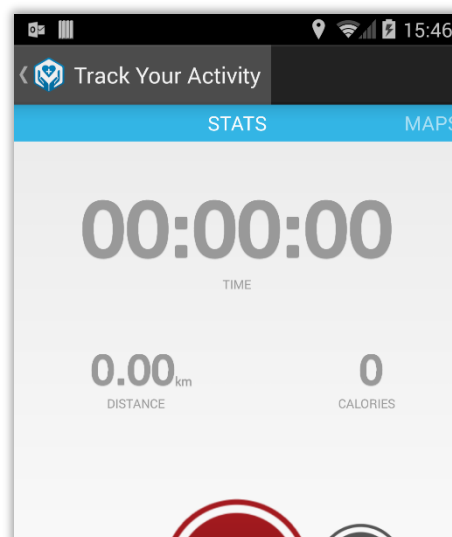 15:46
Track Your Activity
STATS MAPS
00:00:00
TIME
0.00km 0
DISTANCE CALORIES